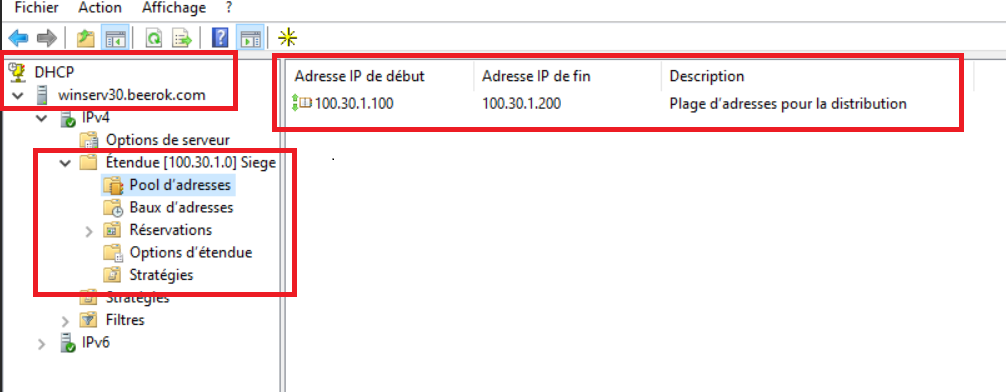 Fichier Action Affichage ?
DHCP
winserv30.beerok.com
IPv4
Options de serveur
Étendue [100.30.1.0] Siege
Pool d'adresses
Baux d'adresses
Réservations
Options d'étendue
Stratégies
Stratégies
Filtres
IPv6
Adresse IP de début Adresse IP de fin Description
100.30.1.100 100.30.1.200 Plage d'adresses pour la distribution